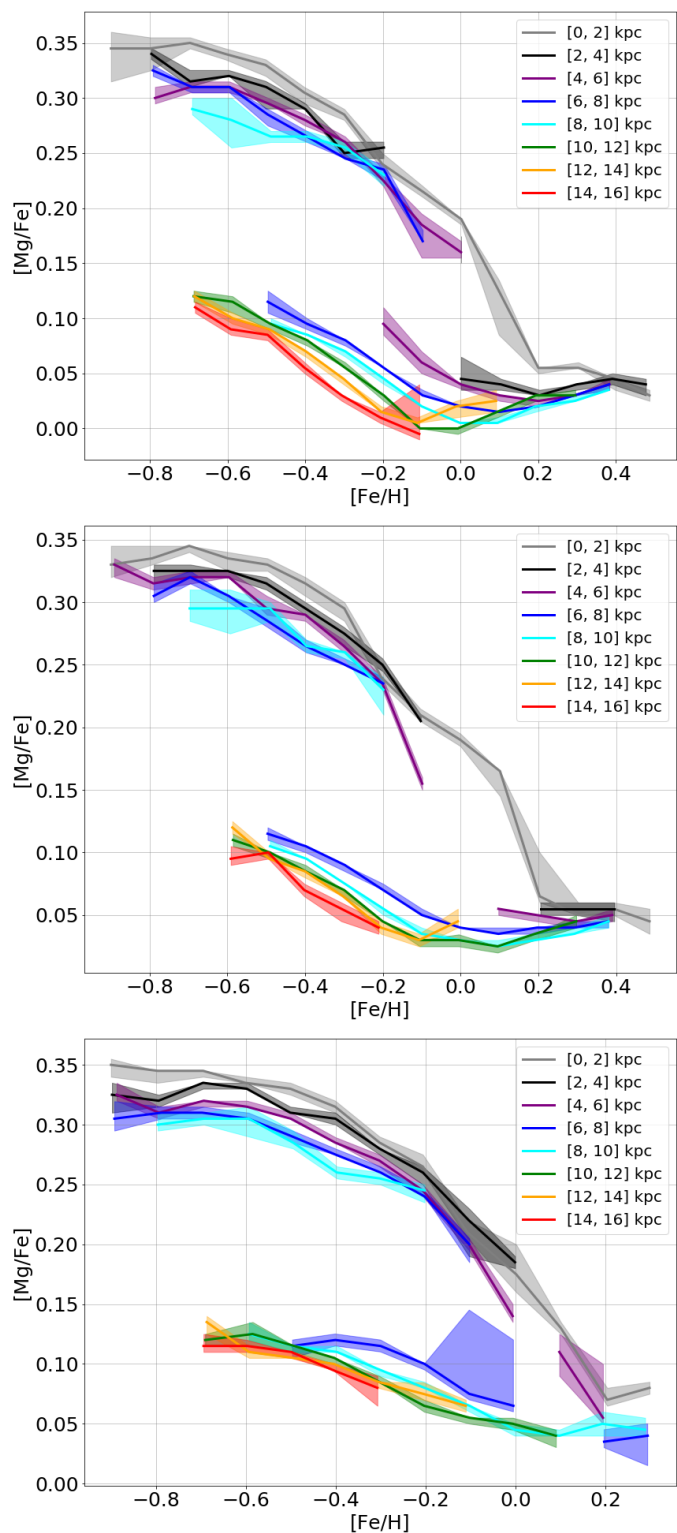 0.35
0.30
0.25
0.20
0.15
0.10
0.05
0.00
[Mg/Fe]
[0, 2] kpc
[2, 4] kpc
[4, 6] kpc
[6, 8] kpc
[8, 10] kpc
[10, 12] kpc
[12, 14] kpc
[14, 16] kpc
−0.8 −0.6 −0.4 −0.2 0.0 0.2 0.4
[Fe/H]
0.35
0.30
0.25
0.20
0.15
0.10
0.05
[Mg/Fe]
[0, 2] kpc
[2, 4] kpc
[4, 6] kpc
[6, 8] kpc
[8, 10] kpc
[10, 12] kpc
[12, 14] kpc
[14, 16] kpc
−0.8 −0.6 −0.4 −0.2 0.0 0.2 0.4
[Fe/H]
0.35
0.30
0.25
0.20
0.15
0.10
0.05
0.00
[Mg/Fe]
[0, 2] kpc
[2, 4] kpc
[4, 6] kpc
[6, 8] kpc
[8, 10] kpc
[10, 12] kpc
[12, 14] kpc
[14, 16] kpc
−0.8 −0.6 −0.4 −0.2 0.0 0.2
[Fe/H]